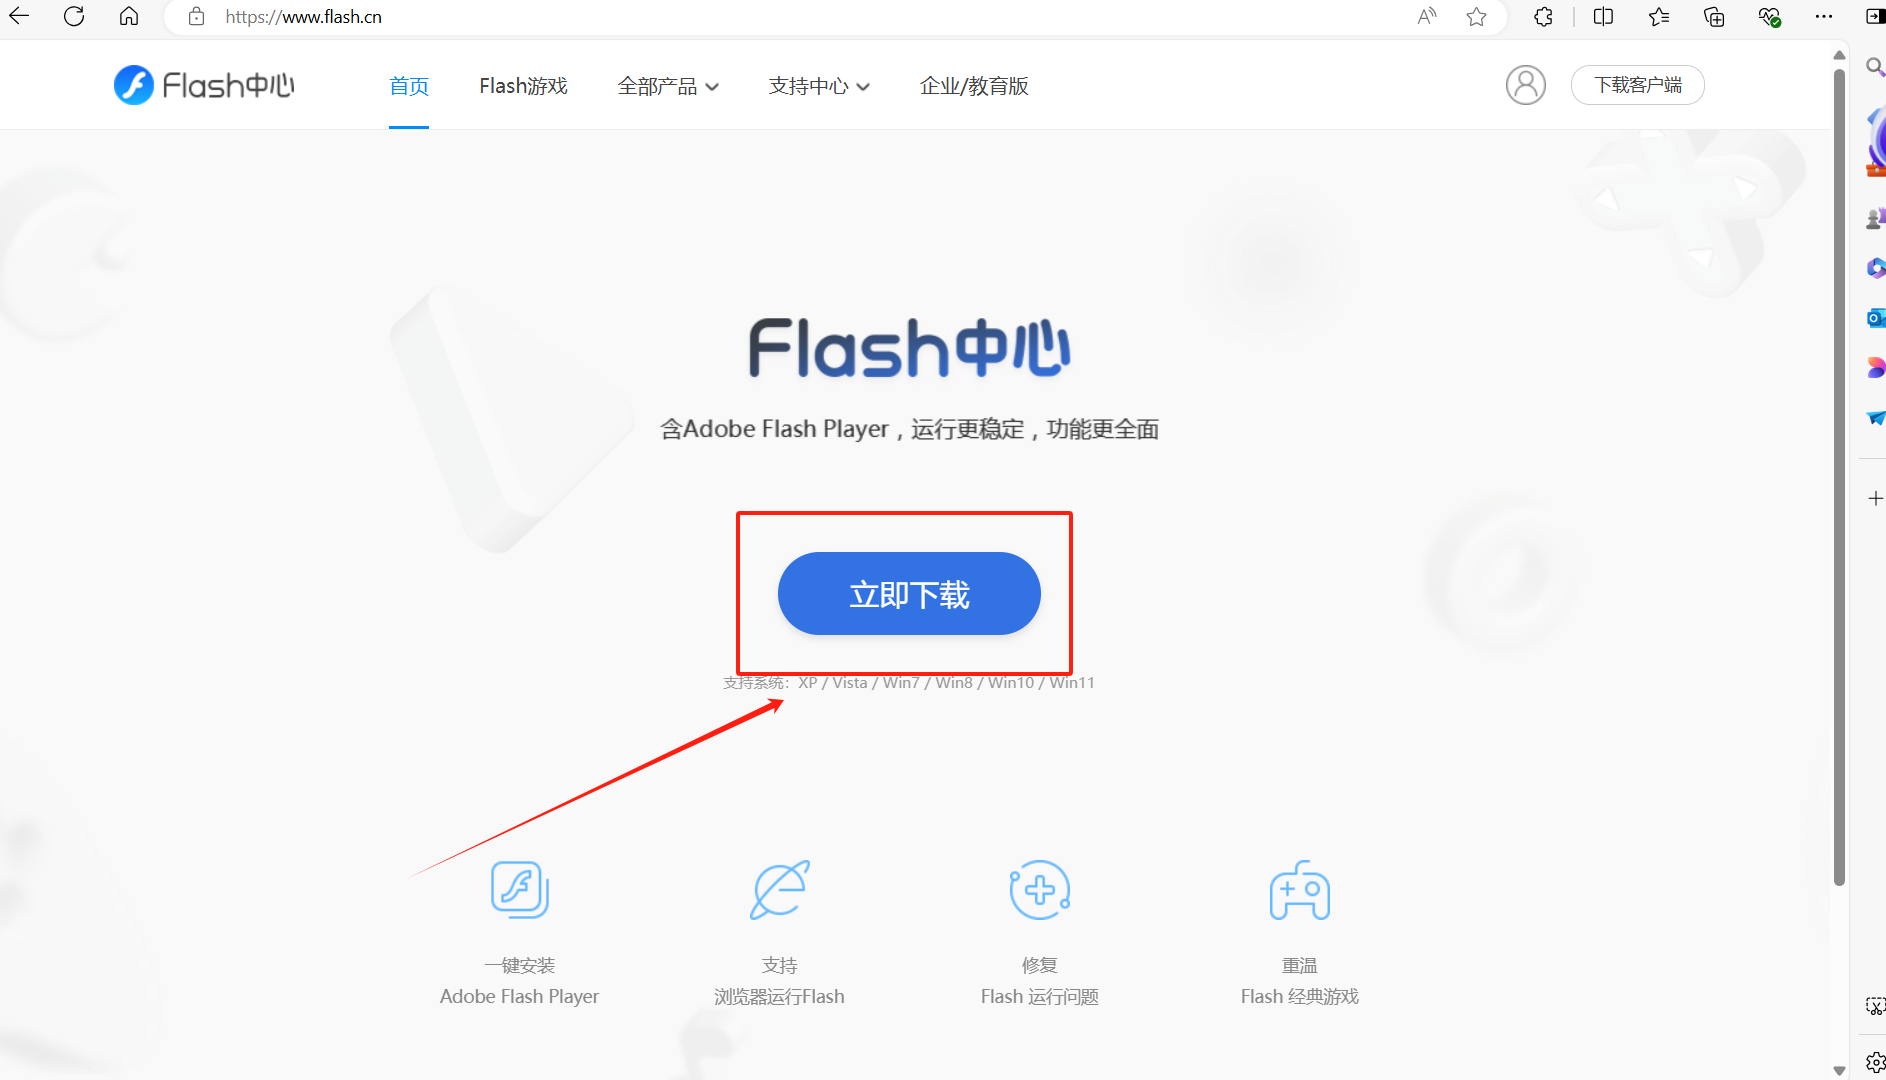 https://www.flash.cn
Flash中心
首页
Flash游戏
全部产品
支持中心
企业/教育版
下载客户端
Flash中心
含Adobe Flash Player，运行更稳定，功能更全面
立即下载
支持系统：XP / Vista / Win7 / Win8 / Win10 / Win11
一键安装
Adobe Flash Player
支持
浏览器运行Flash
修复
Flash 运行问题
重温
Flash 经典游戏